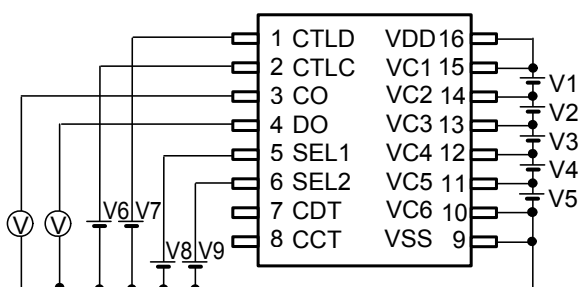 1 CTLD VDD 16
2 CTLC VC1 15 V1
3 CO VC2 14 V2
4 DO VC3 13 V3
5 SEL1 VC4 12 V4
6 SEL2 VC5 11 V5
7 CDT VC6 10
8 CCT VSS 9
V V V6 V7 V8 V9